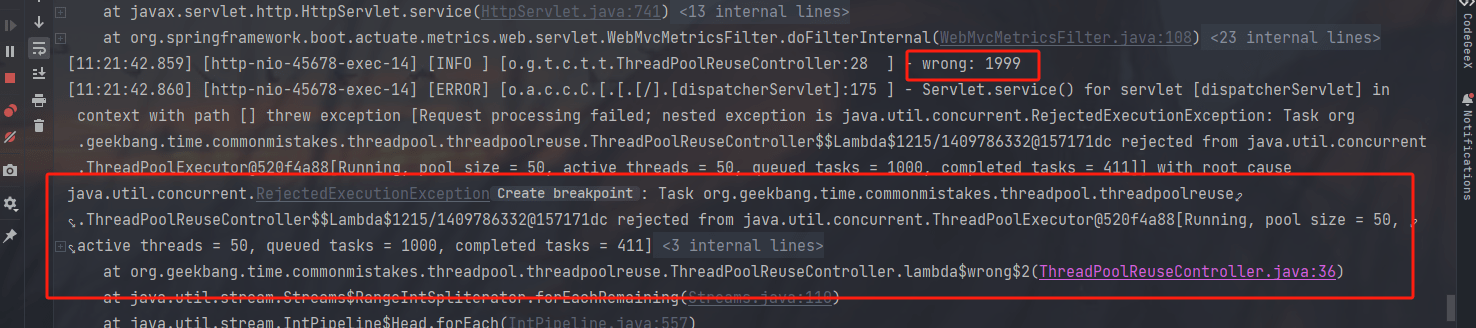 at javax.servlet.http.HttpServlet.service(HttpServlet.java:741) <13 internal lines>
at org.springframework.boot.actuate.metrics.web.servlet.WebMvcMetricsFilter.doFilterInternal(WebMvcMetricsFilter.java:108) <23 internal lines>
[11:21:42.859] [http-nio-45678-exec-14] [INFO ] [o.g.t.c.t.t.ThreadPoolReuseController:28  ] - wrong: 1999
[11:21:42.860] [http-nio-45678-exec-14] [ERROR] [o.a.c.c.C.[.[.[/].[dispatcherServlet]:175 ] - Servlet.service() for servlet [dispatcherServlet] in
context with path [] threw exception [Request processing failed; nested exception is java.util.concurrent.RejectedExecutionException: Task org
.geekbang.time.commonmistakes.threadpool.threadpoolreuse.ThreadPoolReuseController$$Lambda$1215/1409786332@157171dc rejected from java.util.concurrent
.ThreadPoolExecutor@520f4a88[Running, pool size = 50, active threads = 50, queued tasks = 1000, completed tasks = 411]] with root cause
java.util.concurrent.RejectedExecutionException Create breakpoint : Task org.geekbang.time.commonmistakes.threadpool.threadpoolreuse
.ThreadPoolReuseController$$Lambda$1215/1409786332@157171dc rejected from java.util.concurrent.ThreadPoolExecutor@520f4a88[Running, pool size = 50,
active threads = 50, queued tasks = 1000, completed tasks = 411] <3 internal lines>
at org.geekbang.time.commonmistakes.threadpool.threadpoolreuse.ThreadPoolReuseController.lambda$wrong$2(ThreadPoolReuseController.java:36)
at java.util.stream.Streams$RangeIntSpliterator.forEachRemaining(Streams.java:110)
at java.util.stream.IntPipeline$Head.forEach(IntPipeline.java:557)
CodeGeeX
Notifications